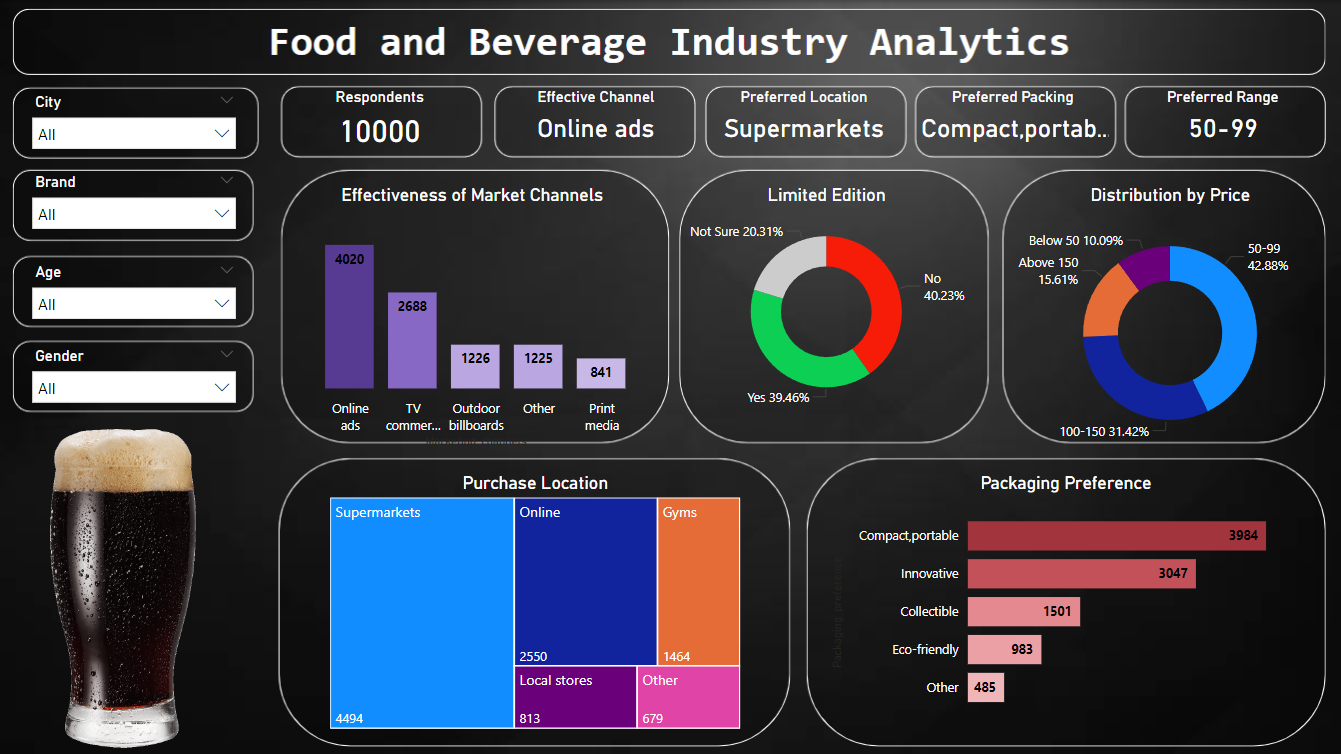 Food and Beverage Industry Analytics
City
All
Brand
All
Age
All
Gender
All
Respondents
10000
Effective Channel
Online ads
Preferred Location
Supermarkets
Preferred Packing
Compact,portab...
Preferred Range
50-99
Effectiveness of Market Channels
4020
2688
1226
1225
841
Online
ads
TV
commer...
Outdoor
billboards
Other
Print
media
Limited Edition
Not Sure 20.31%
No
40.23%
Yes 39.46%
Distribution by Price
Below 50 10.09%
Above 150
15.61%
50-99
42.88%
100-150 31.42%
Purchase Location
Supermarkets
4494
Online
2550
Gyms
1464
Local stores
813
Other
679
Packaging Preference
Packaging_preference
Compact,portable
3984
Innovative
3047
Collectible
1501
Eco-friendly
983
Other
485